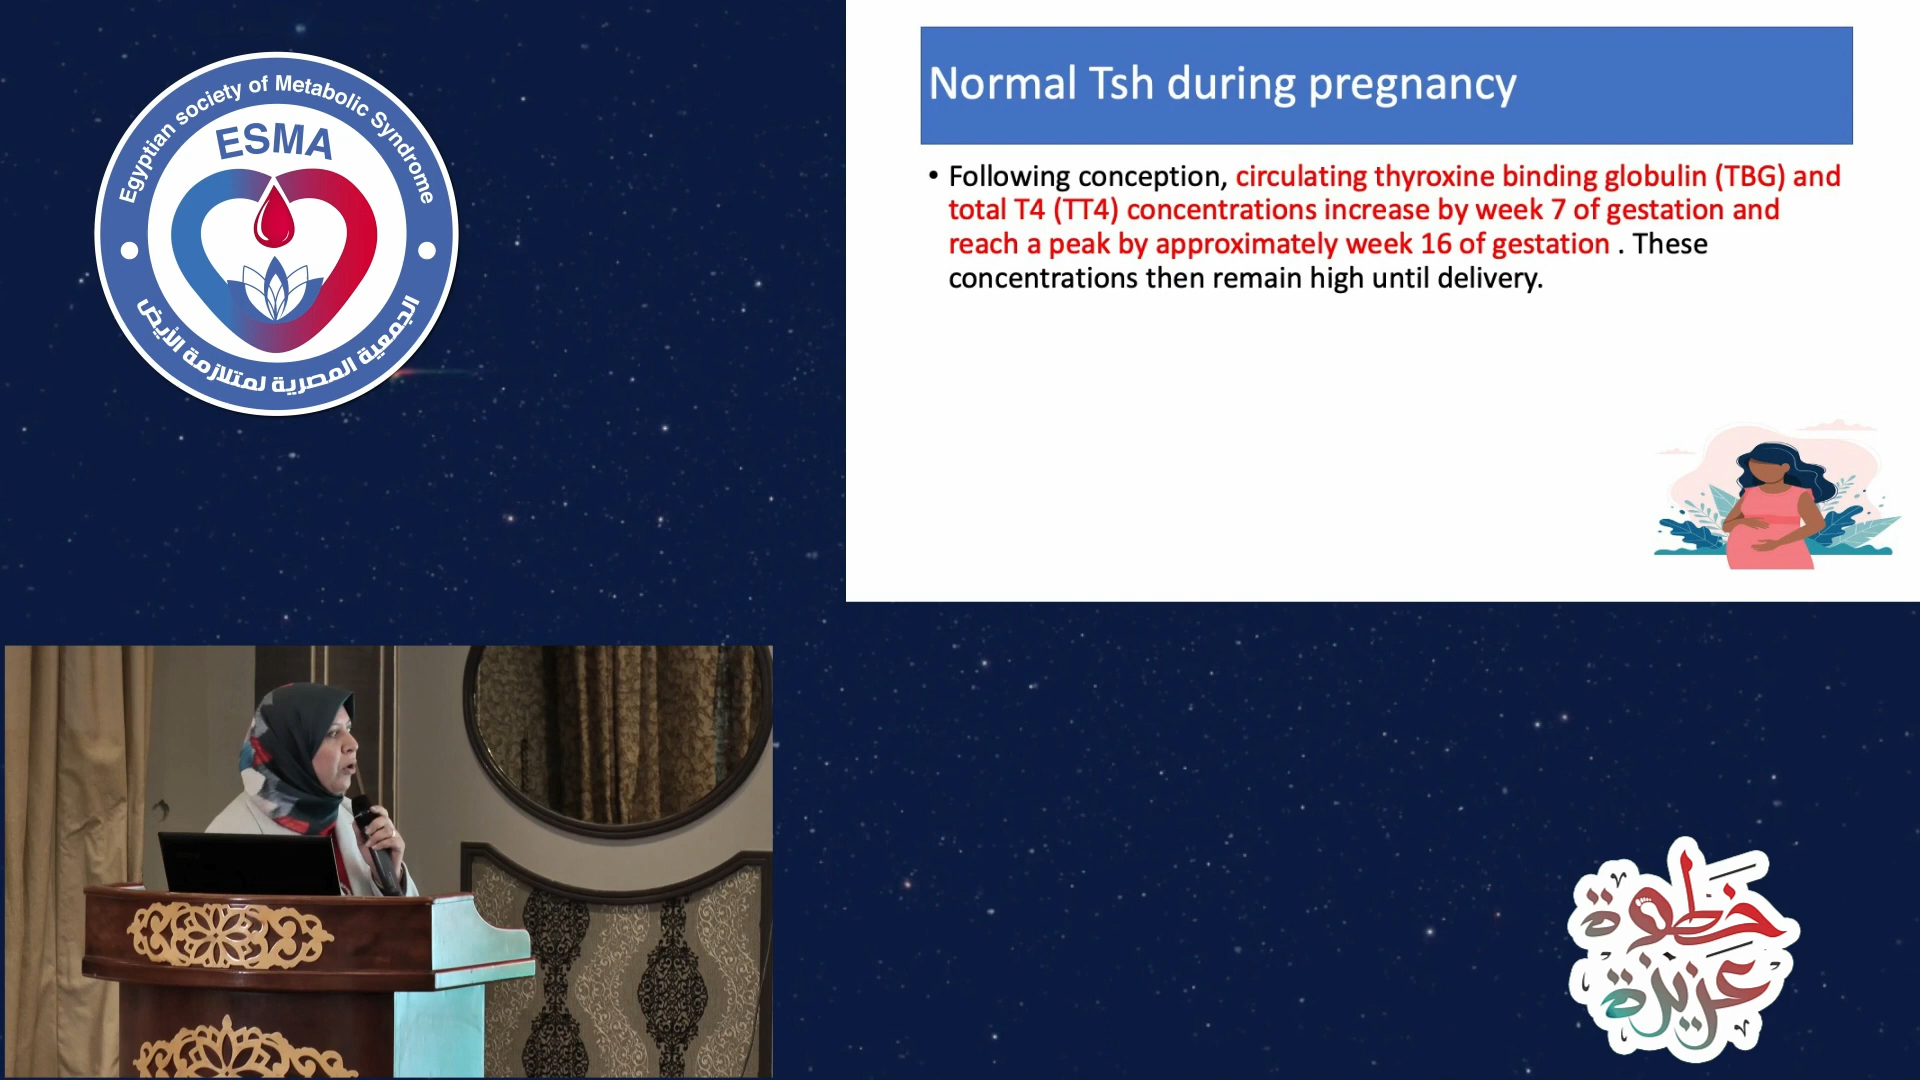 Egyptian society of Metabolic Syndrome
ESMA
الجمعية المصرية لمتلازمة الأيض
Normal Tsh during pregnancy
• Following conception, circulating thyroxine binding globulin (TBG) and
total T4 (TT4) concentrations increase by week 7 of gestation and
reach a peak by approximately week 16 of gestation . These
concentrations then remain high until delivery.
خطوة
عزيزة